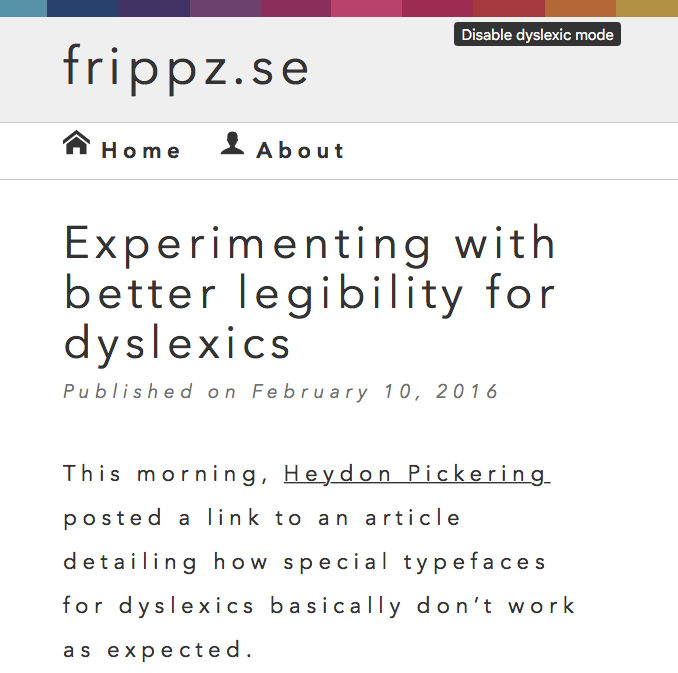 Disable dyslexic mode
frippz.se
Home About
Experimenting with
better legibility for
dyslexics
Published on February 10, 2016
This morning, Heydon Pickering
posted a link to an article
detailing how special typefaces
for dyslexics basically don’t work
as expected.